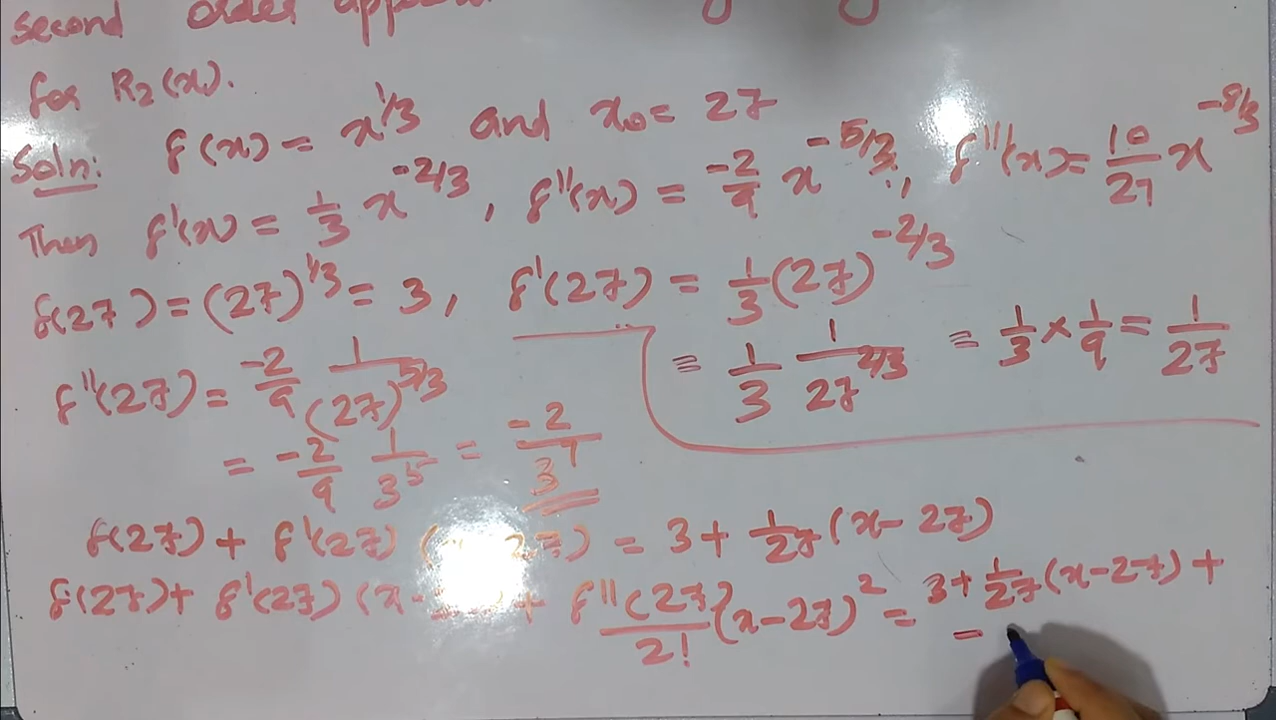 second order
for R₂(x).
Soln: f(x) = x^1/3 and x₀ = 27
Then f'(x) = 1/3 x^-2/3, f''(x) = -2/9 x^-5/3, f'''(x) = 10/27 x^-8/3
f(27) = (27)^1/3 = 3, f'(27) = 1/3 (27)^-2/3
= 1/3 1/27^2/3 = 1/3 × 1/9 = 1/27
f''(27) = -2/9 1/(27)^5/3
= -2/9 1/3^5 = -2/3^7
f(27) + f'(27) ( 27) = 3 + 1/27 (x - 27)
f(27) + f'(27) (x - + f''(27)/2! (x - 27)^2 = 3 + 1/27 (x - 27) +
-